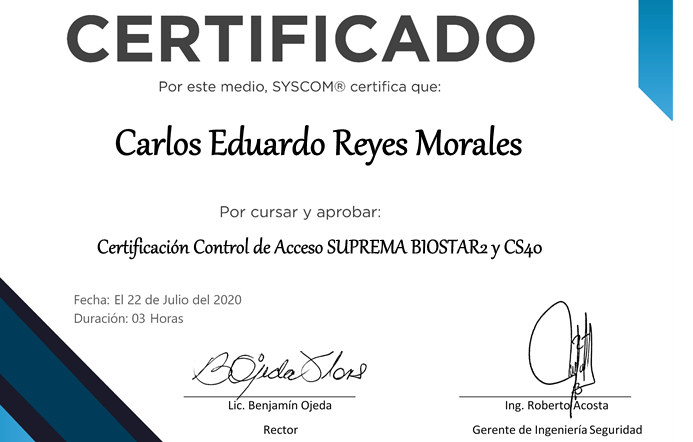 CERTIFICADO
Por este medio, SYSCOM® certifica que:
Carlos Eduardo Reyes Morales
Por cursar y aprobar:
Certificación Control de Acceso SUPREMA BIOSTAR2 y CS40
Fecha: El 22 de Julio del 2020
Duración: 03 Horas
Lic. Benjamín Ojeda
Ing. Roberto Acosta
Rector
Gerente de Ingeniería Seguridad